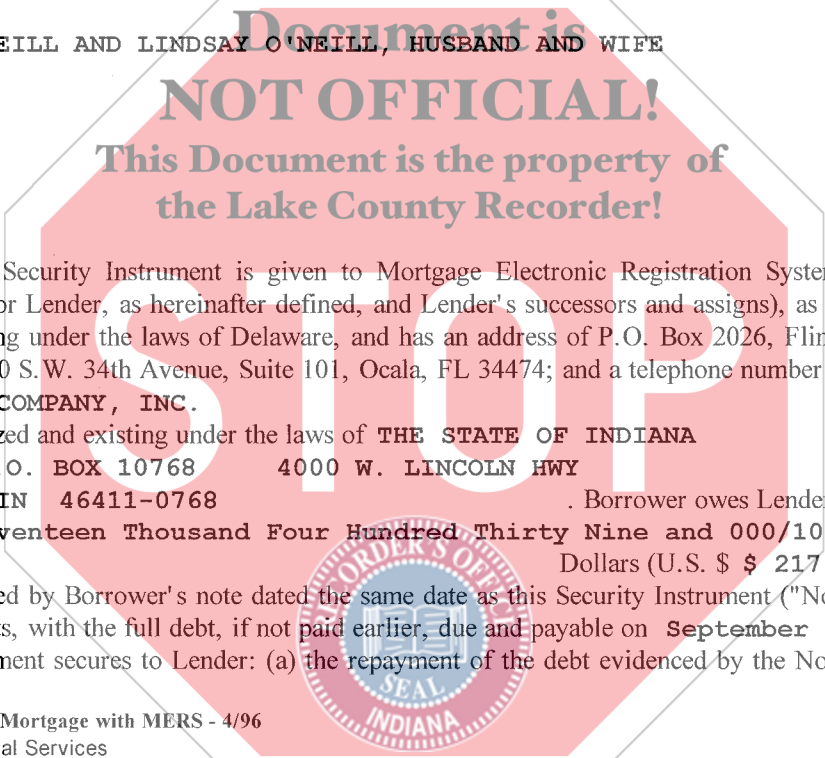 Document is
EILL AND LINDSAY O'NEILL, HUSBAND AND WIFE
NOT OFFICIAL!
This Document is the property of
the Lake County Recorder!
STOP
Security Instrument is given to Mortgage Electronic Registration System
or Lender, as hereinafter defined, and Lender's successors and assigns), as
ng under the laws of Delaware, and has an address of P.O. Box 2026, Flin
0 S.W. 34th Avenue, Suite 101, Ocala, FL 34474; and a telephone number
COMPANY, INC.
zed and existing under the laws of THE STATE OF INDIANA
.O. BOX 10768 4000 W. LINCOLN HWY
IN 46411-0768 . Borrower owes Lender
venteen Thousand Four Hundred Thirty Nine and 000/10
Dollars (U.S. $ $ 217
ed by Borrower's note dated the same date as this Security Instrument ("No
s, with the full debt, if not paid earlier, due and payable on September
ment secures to Lender: (a) the repayment of the debt evidenced by the No
RECORDER'S OFFICE
SEAL
INDIANA
Mortgage with MERS - 4/96
al Services